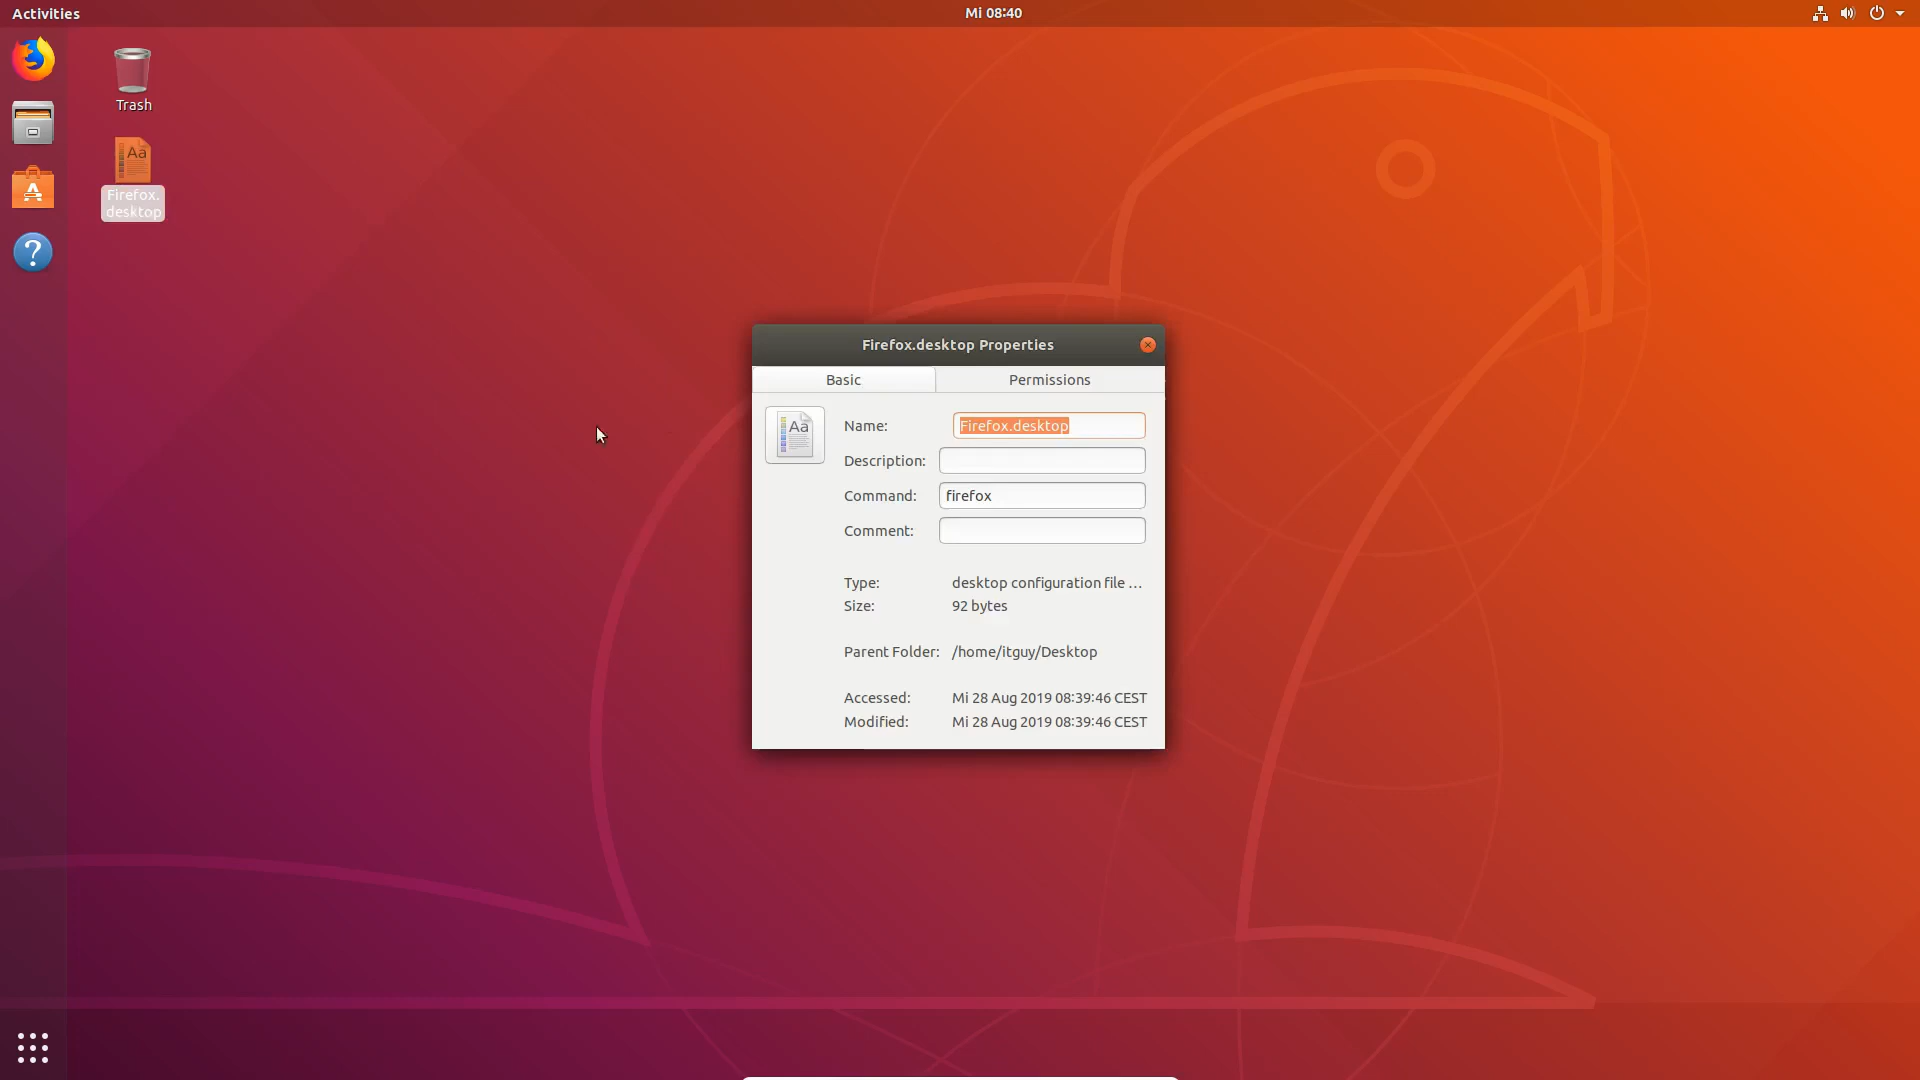 Activities
Mi 08:40
Trash
Aa
Firefox.
desktop
?
Firefox.desktop Properties
Basic
Permissions
Aa
Name: Firefox.desktop
Description:
Command: firefox
Comment:
Type: desktop configuration file …
Size: 92 bytes
Parent Folder: /home/itguy/Desktop
Accessed: Mi 28 Aug 2019 08:39:46 CEST
Modified: Mi 28 Aug 2019 08:39:46 CEST